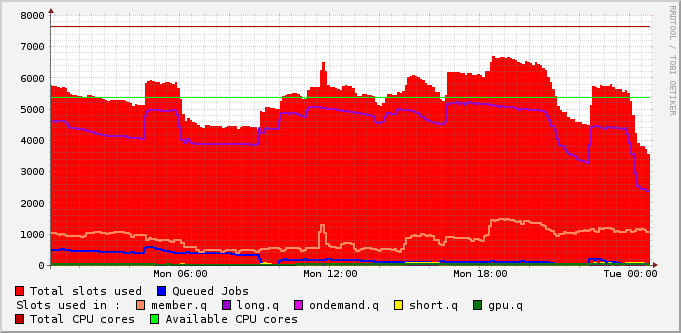 RRDTOOL / TOBI OETIKER
8000
7000
6000
5000
4000
3000
2000
1000
0
Mon 06:00 Mon 12:00 Mon 18:00 Tue 00:00
Total slots used Queued Jobs
Slots used in : member.q long.q ondemand.q short.q gpu.q
Total CPU cores Available CPU cores